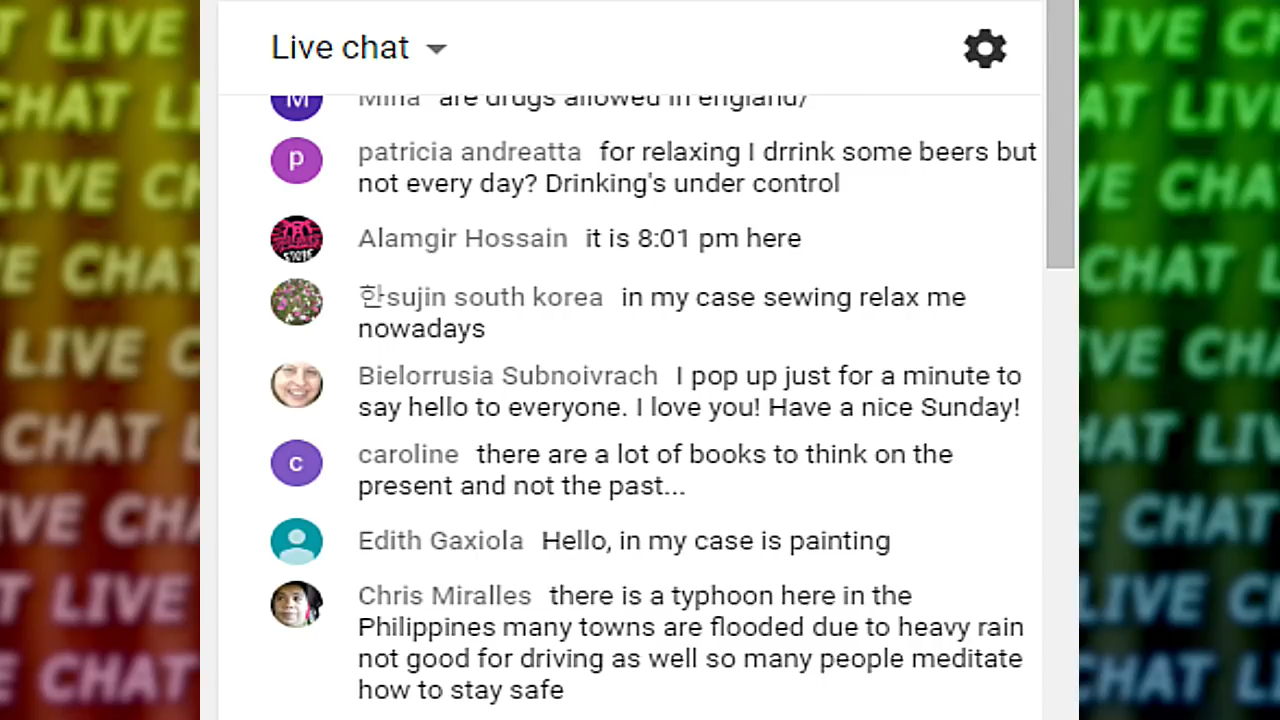 Live chat
Mina are drugs allowed in england/
patricia andreatta for relaxing I drrink some beers but
not every day? Drinking's under control
Alamgir Hossain it is 8:01 pm here
한sujin south korea in my case sewing relax me
nowadays
Bielorrusia Subnoivrach I pop up just for a minute to
say hello to everyone. I love you! Have a nice Sunday!
caroline there are a lot of books to think on the
present and not the past...
Edith Gaxiola Hello, in my case is painting
Chris Miralles there is a typhoon here in the
Philippines many towns are flooded due to heavy rain
not good for driving as well so many people meditate
how to stay safe